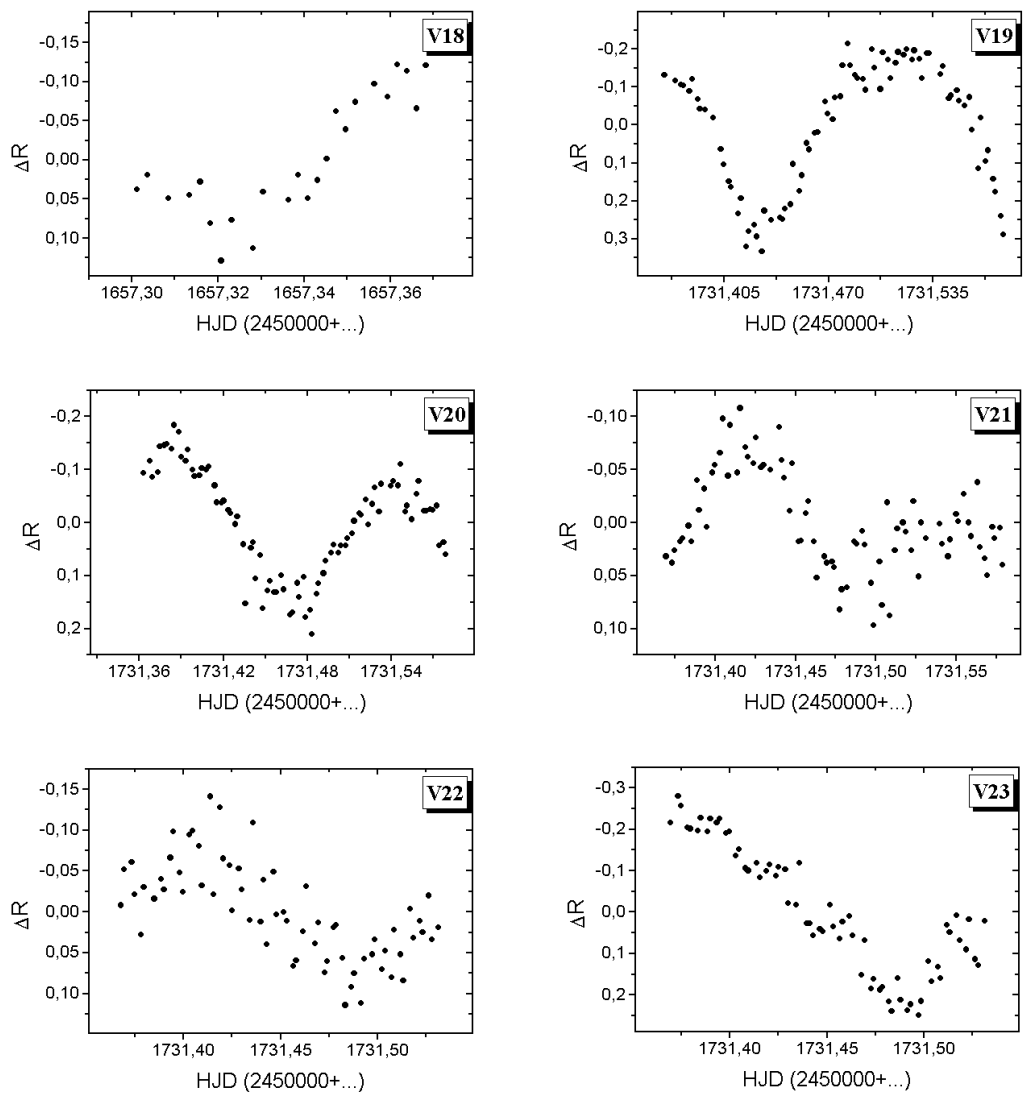 V18
-0,15
-0,10
-0,05
0,00
0,05
0,10
ΔR
1657,30 1657,32 1657,34 1657,36
HJD (2450000+...)
V19
-0,2
-0,1
0,0
0,1
0,2
0,3
ΔR
1731,405 1731,470 1731,535
HJD (2450000+...)
V20
-0,2
-0,1
0,0
0,1
0,2
ΔR
1731,36 1731,42 1731,48 1731,54
HJD (2450000+...)
V21
-0,10
-0,05
0,00
0,05
0,10
ΔR
1731,40 1731,45 1731,50 1731,55
HJD (2450000+...)
V22
-0,15
-0,10
-0,05
0,00
0,05
0,10
ΔR
1731,40 1731,45 1731,50
HJD (2450000+...)
V23
-0,3
-0,2
-0,1
0,0
0,1
0,2
ΔR
1731,40 1731,45 1731,50
HJD (2450000+...)